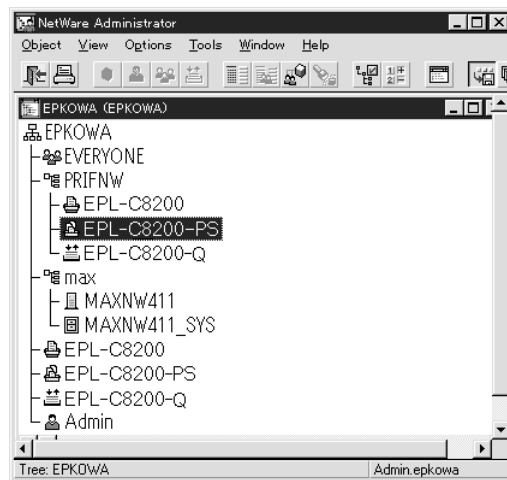 NetWare Administrator
Object View Options Tools Window Help
EPKOWA (EPKOWA)
EPKOWA
EVERYONE
PRIFNW
EPL-C8200
EPL-C8200-PS
EPL-C8200-Q
max
MAXNW411
MAXNW411_SYS
EPL-C8200
EPL-C8200-PS
EPL-C8200-Q
Admin
Tree: EPKOWA Admin.epkowa